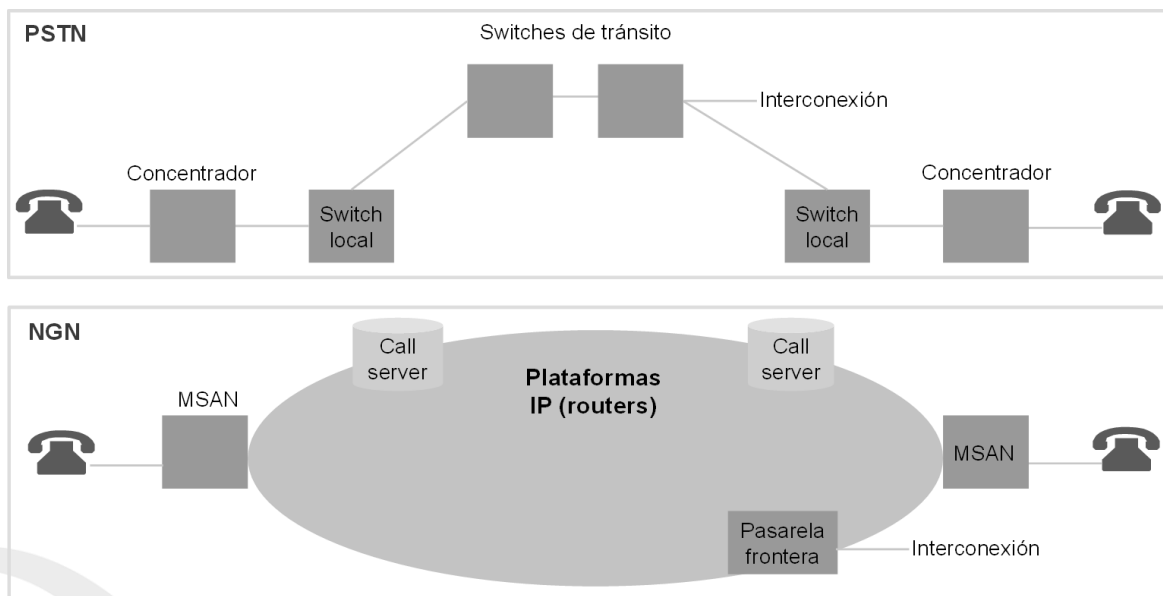 PSTN
Switches de tránsito
Interconexión
Concentrador
Concentrador
Switch
local
Switch
local
NGN
Call
server
Call
server
Plataformas
IP (routers)
MSAN
MSAN
Pasarela
frontera
Interconexión